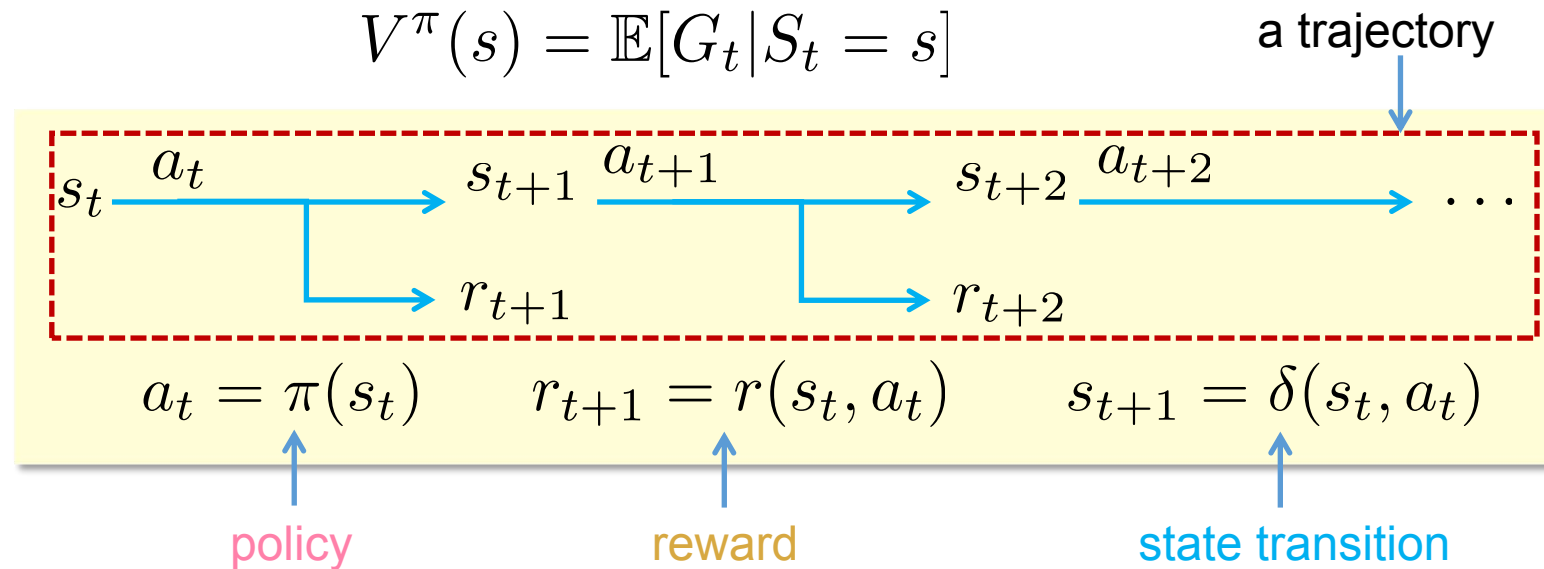 V^π(s) = 𝔼[G_t|S_t = s]
a trajectory
s_t a_t s_{t+1} a_{t+1} s_{t+2} a_{t+2} ...
r_{t+1} r_{t+2}
a_t = π(s_t) r_{t+1} = r(s_t, a_t) s_{t+1} = δ(s_t, a_t)
policy reward state transition